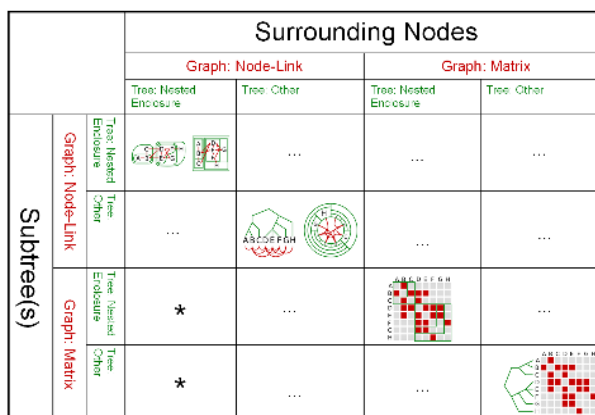 Surrounding Nodes
Graph: Node-Link
Graph: Matrix
Tree: Nested
Enclosure
Tree: Other
Tree: Nested
Enclosure
Tree: Other
Subtree(s)
Graph: Node-Link
Tree: Nested
Enclosure
...
...
...
Tree
Other
...
ABCDEFGH
...
...
Graph: Matrix
Tree: Nested
Enclosure
*
...
A B C D E F G H
...
Tree
Other
*
...
...
A B C D E F G H